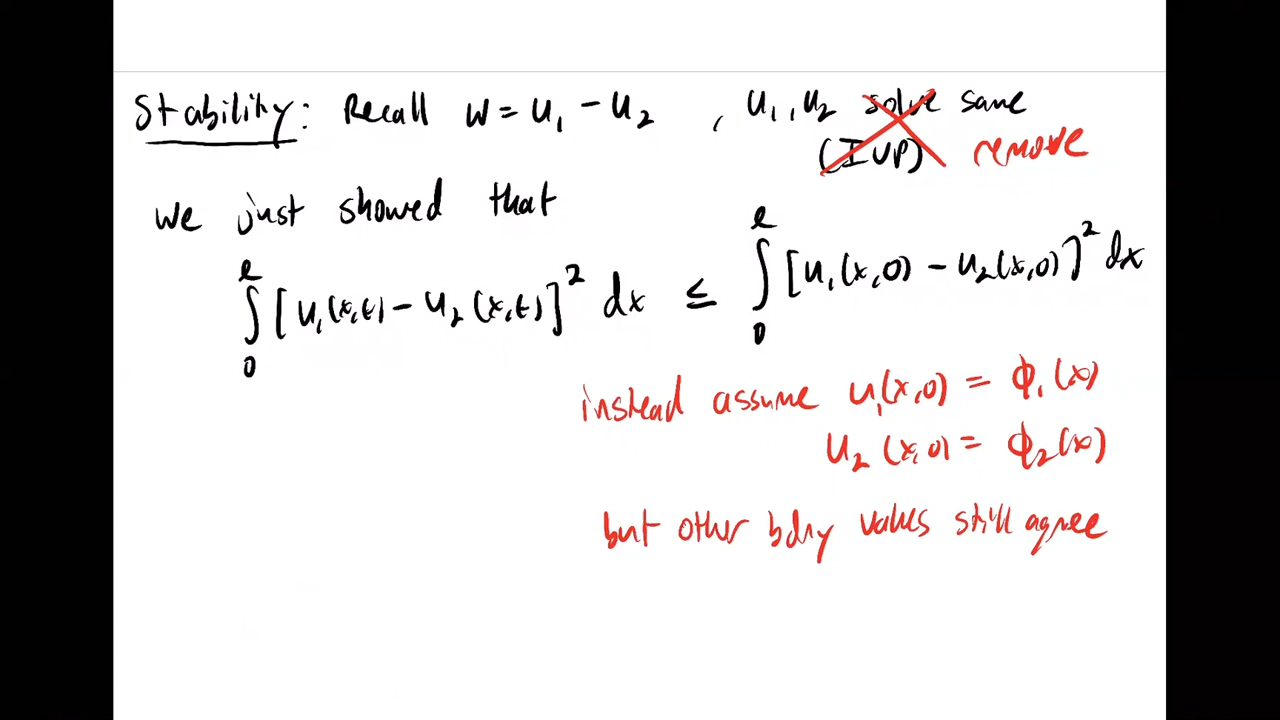 Stability: Recall w = u₁ - u₂ , u₁, u₂ solve same
(IVP) remove
we just showed that
∫₀ˡ [u₁(x,t) - u₂(x,t)]² dx ≤ ∫₀ˡ [u₁(x,0) - u₂(x,0)]² dx
instead assume u₁(x,0) = ϕ₁(x)
u₂(x,0) = ϕ₂(x)
but other bdry values still agree